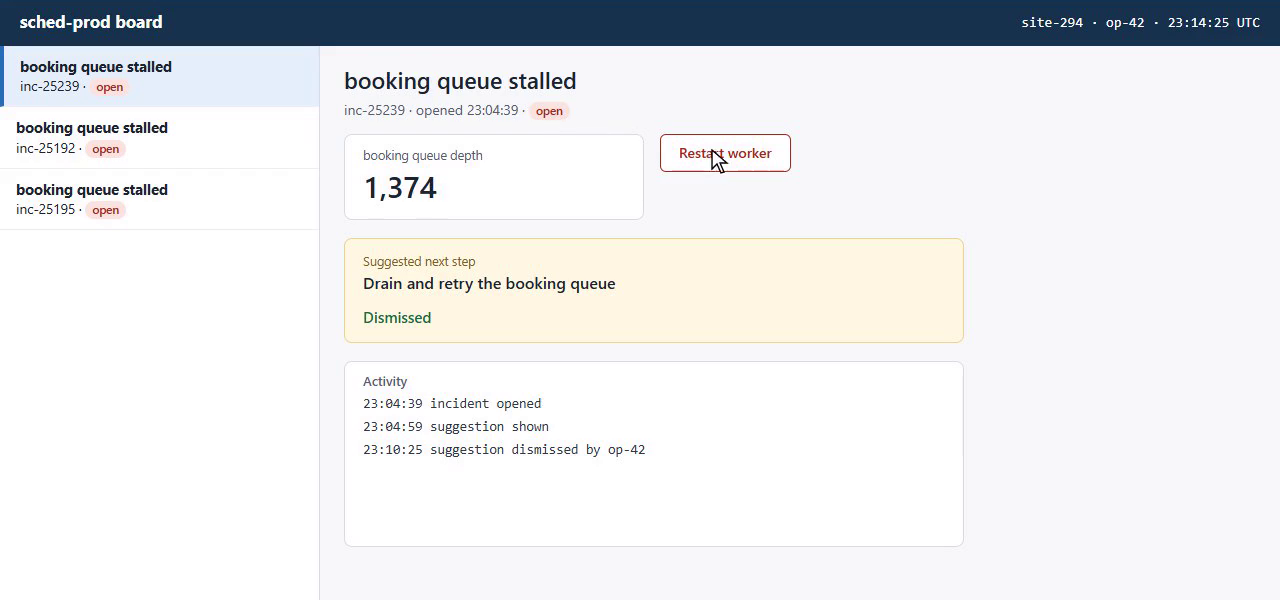 sched-prod board
site-294 · op-42 · 23:14:25 UTC
booking queue stalled
inc-25239 · open
booking queue stalled
inc-25192 · open
booking queue stalled
inc-25195 · open
booking queue stalled
inc-25239 · opened 23:04:39 · open
booking queue depth
1,374
Restart worker
Suggested next step
Drain and retry the booking queue
Dismissed
Activity
23:04:39 incident opened
23:04:59 suggestion shown
23:10:25 suggestion dismissed by op-42